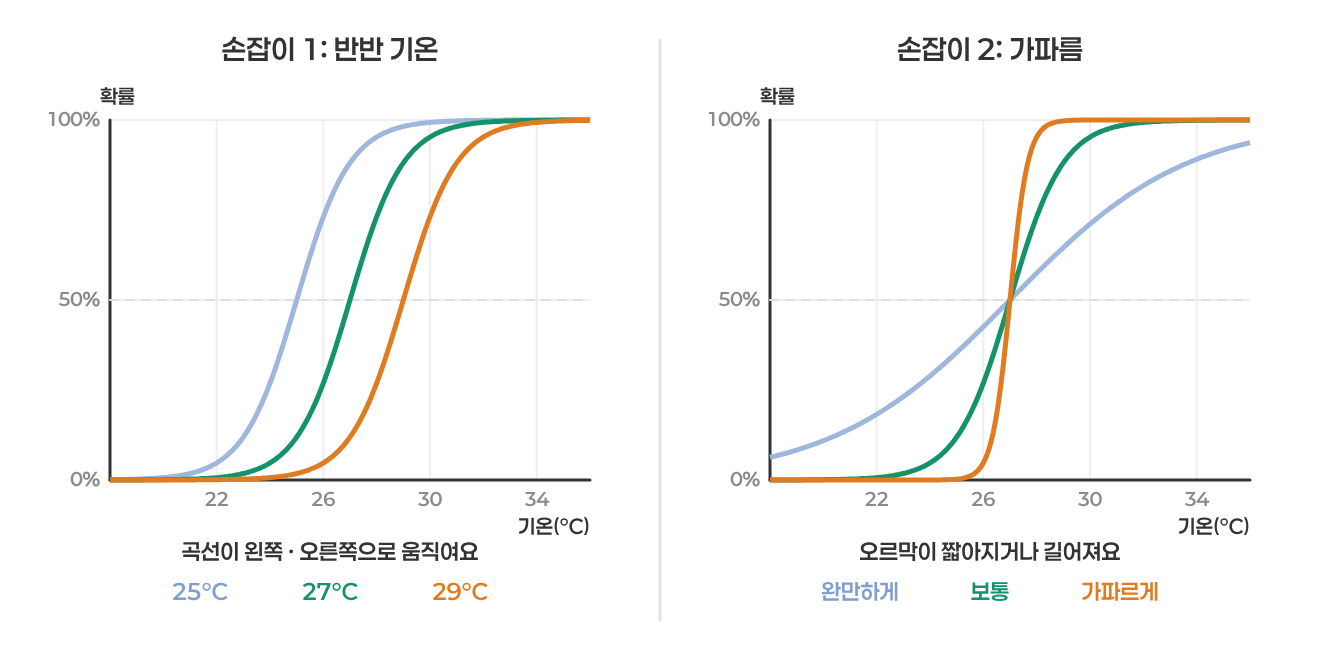 손잡이 1: 반반 기온
확률
100%
50%
0%
22 26 30 34
기온(°C)
곡선이 왼쪽 · 오른쪽으로 움직여요
25°C 27°C 29°C
손잡이 2: 가파름
확률
100%
50%
0%
22 26 30 34
기온(°C)
오르막이 짧아지거나 길어져요
완만하게 보통 가파르게